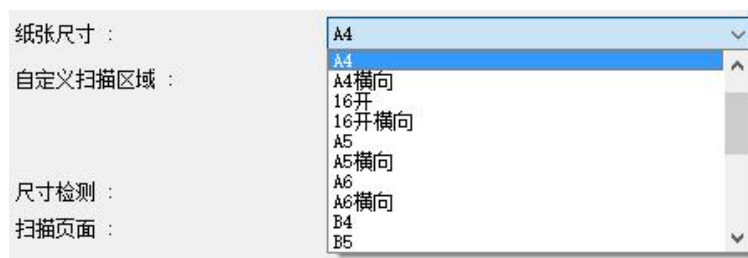 纸张尺寸 :
A4
A4
自定义扫描区域 :
A4横向
16开
16开横向
A5
A5横向
A6
尺寸检测 :
A6横向
扫描页面 :
B4
B5